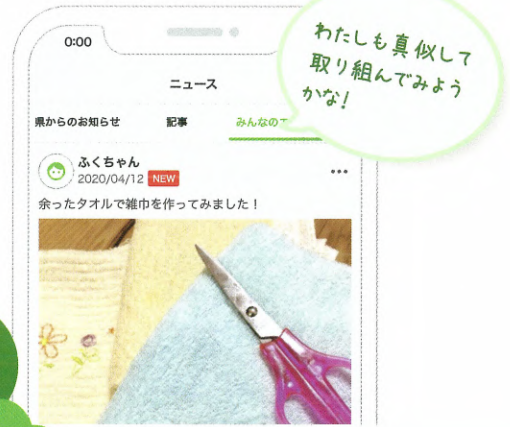 0:00
わたしも真似して
取り組んでみよう
かな!
ニュース
県からのお知らせ
記事
みんなの
ふくちゃん
2020/04/12 NEW
余ったタオルで雑巾を作ってみました!